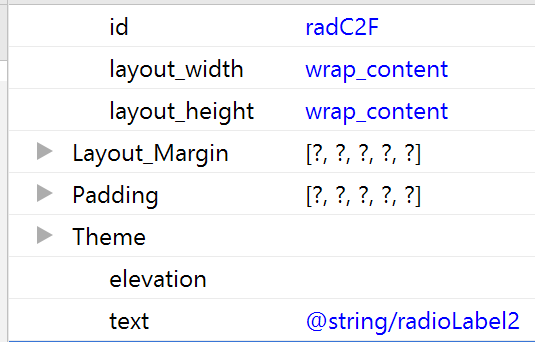 id radC2F
layout_width wrap_content
layout_height wrap_content
Layout_Margin [?, ?, ?, ?, ?]
Padding [?, ?, ?, ?, ?]
Theme
elevation
text @string/radioLabel2